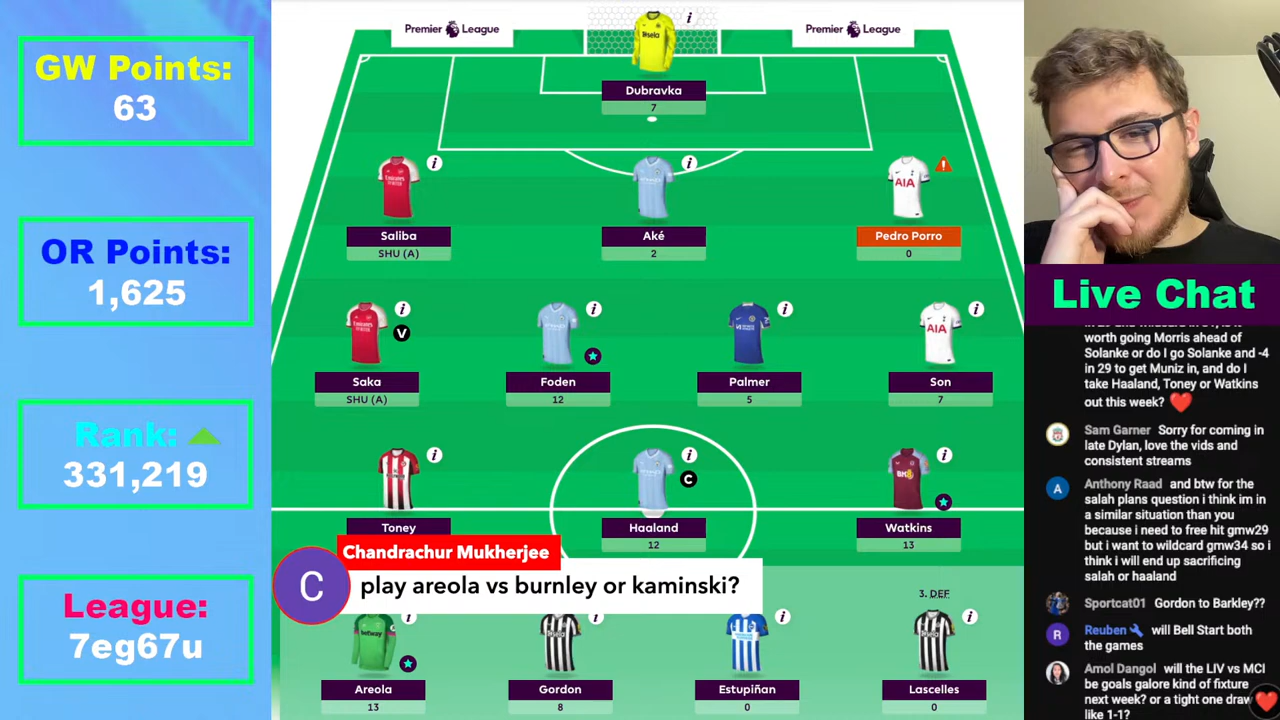 GW Points:
63
OR Points:
1,625
Rank:
331,219
League:
7eg67u
Premier League
Premier League
Sela
Dubravka
7
Saliba
SHU (A)
Aké
2
AIA
Pedro Porro
0
V
Saka
SHU (A)
Foden
12
Palmer
5
AIA
Son
7
Toney
C
Haaland
12
Watkins
13
Chandrachur Mukherjee
C
play areola vs burnley or kaminski?
3. DEF
betway
Areola
13
Gordon
8
Estupiñan
0
Lascelles
0
Live Chat
worth going Morris ahead of
Solanke or do I go Solanke and -4
in 29 to get Muniz in, and do I
take Haaland, Toney or Watkins
out this week? ❤️
Sam Garner Sorry for coming in
late Dylan, love the vids and
consistent streams
A
Anthony Raad and btw for the
salah plans question i think im in
a similar situation than you
because i need to free hit gmw29
but i want to wildcard gmw34 so i
think i will end up sacrificing
salah or haaland
Sportcat01 Gordon to Barkley??
R
Reuben will Bell Start both
the games
Amol Dangol will the LIV vs MCI
be goals galore kind of fixture
next week? or a tight one draw
like 1-1?